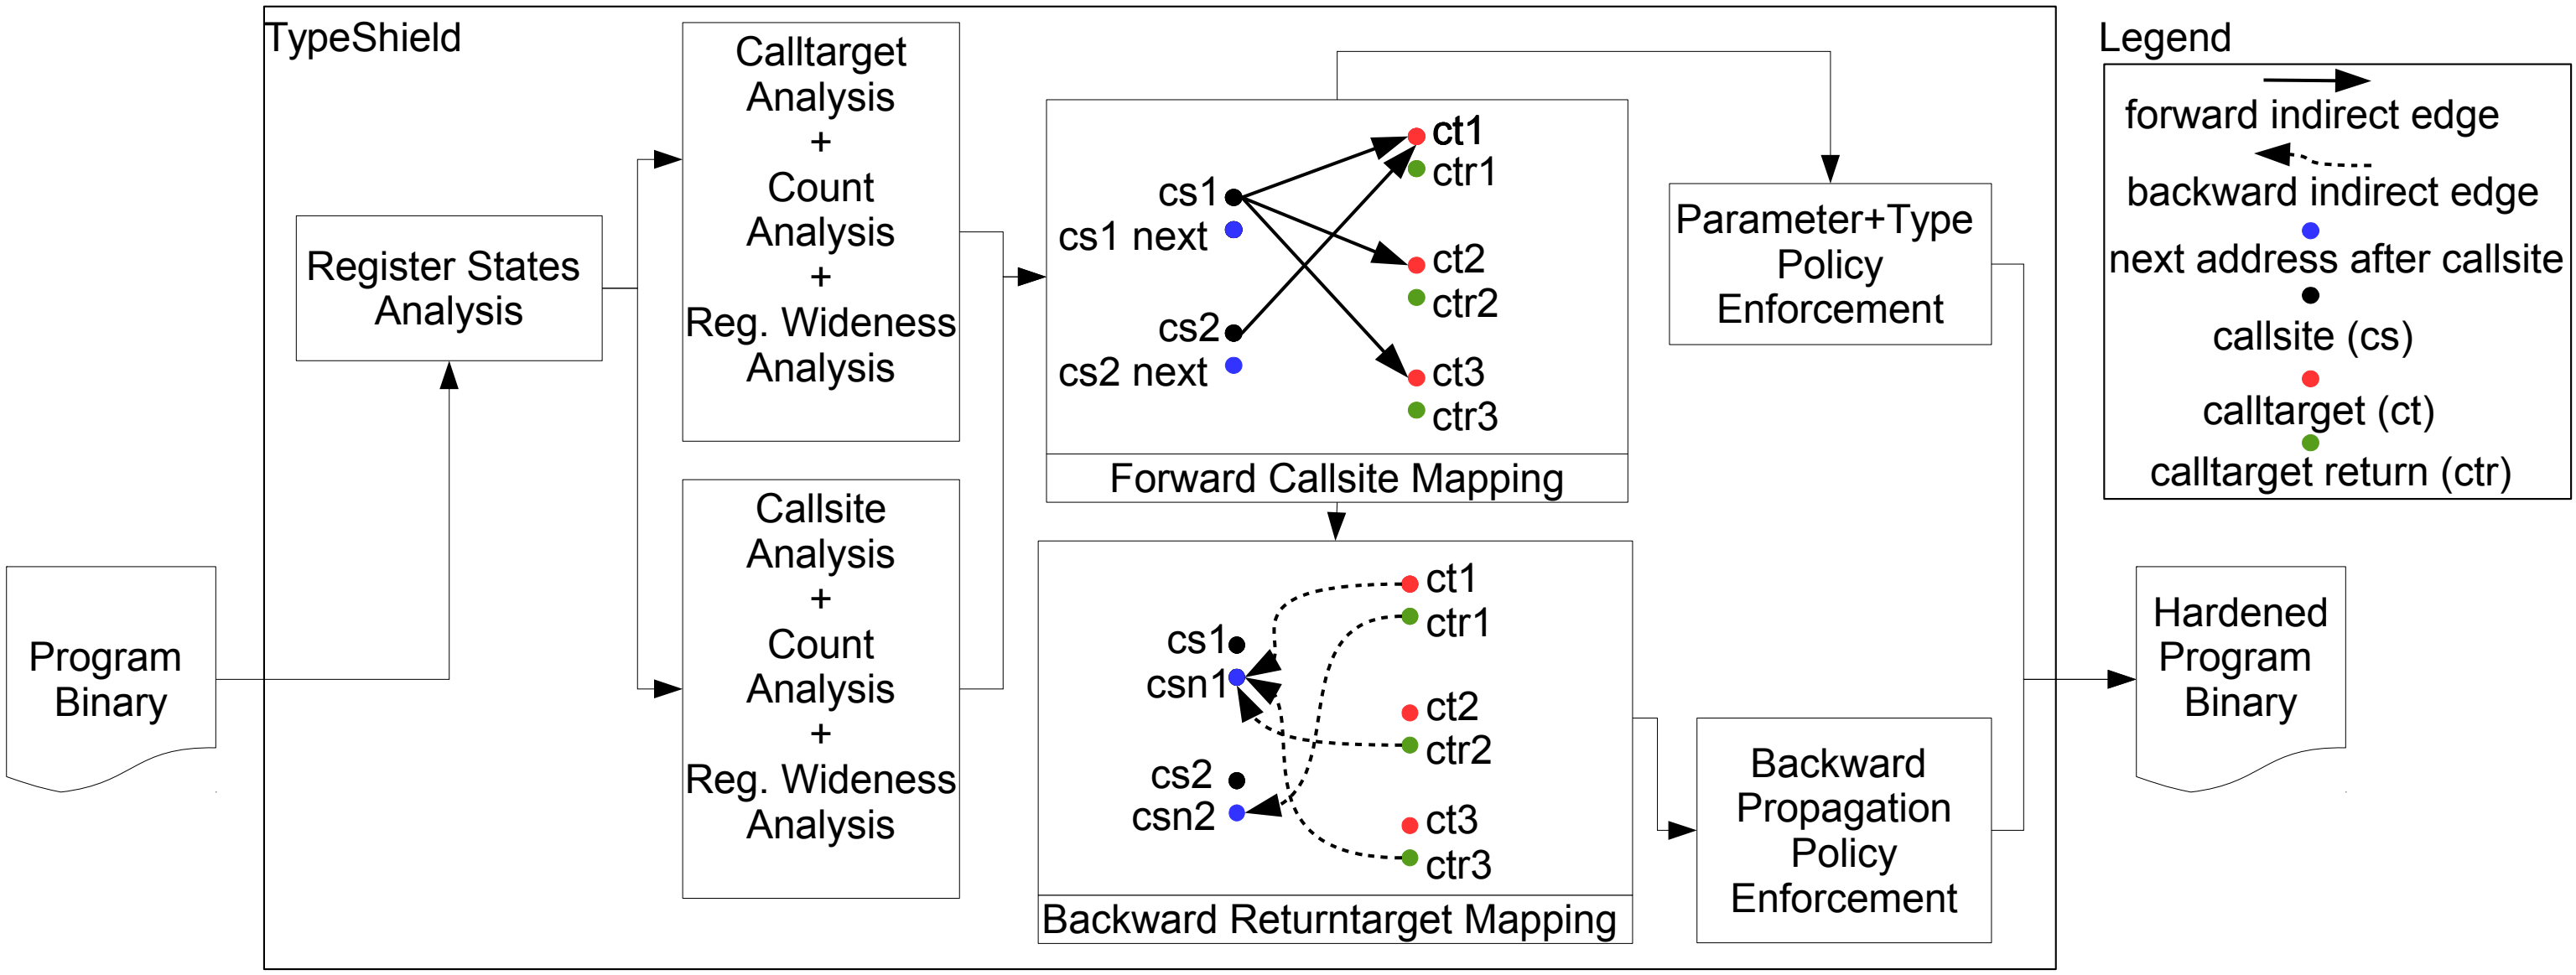 TypeShield
Program
Binary
Register States
Analysis
Calltarget
Analysis
+
Count
Analysis
+
Reg. Wideness
Analysis
Callsite
Analysis
+
Count
Analysis
+
Reg. Wideness
Analysis
cs1
cs1 next
cs2
cs2 next
ct1
ctr1
ct2
ctr2
ct3
ctr3
Forward Callsite Mapping
cs1
csn1
cs2
csn2
ct1
ctr1
ct2
ctr2
ct3
ctr3
Backward Returntarget Mapping
Parameter+Type
Policy
Enforcement
Backward
Propagation
Policy
Enforcement
Legend
forward indirect edge
backward indirect edge
next address after callsite
callsite (cs)
calltarget (ct)
calltarget return (ctr)
Hardened
Program
Binary